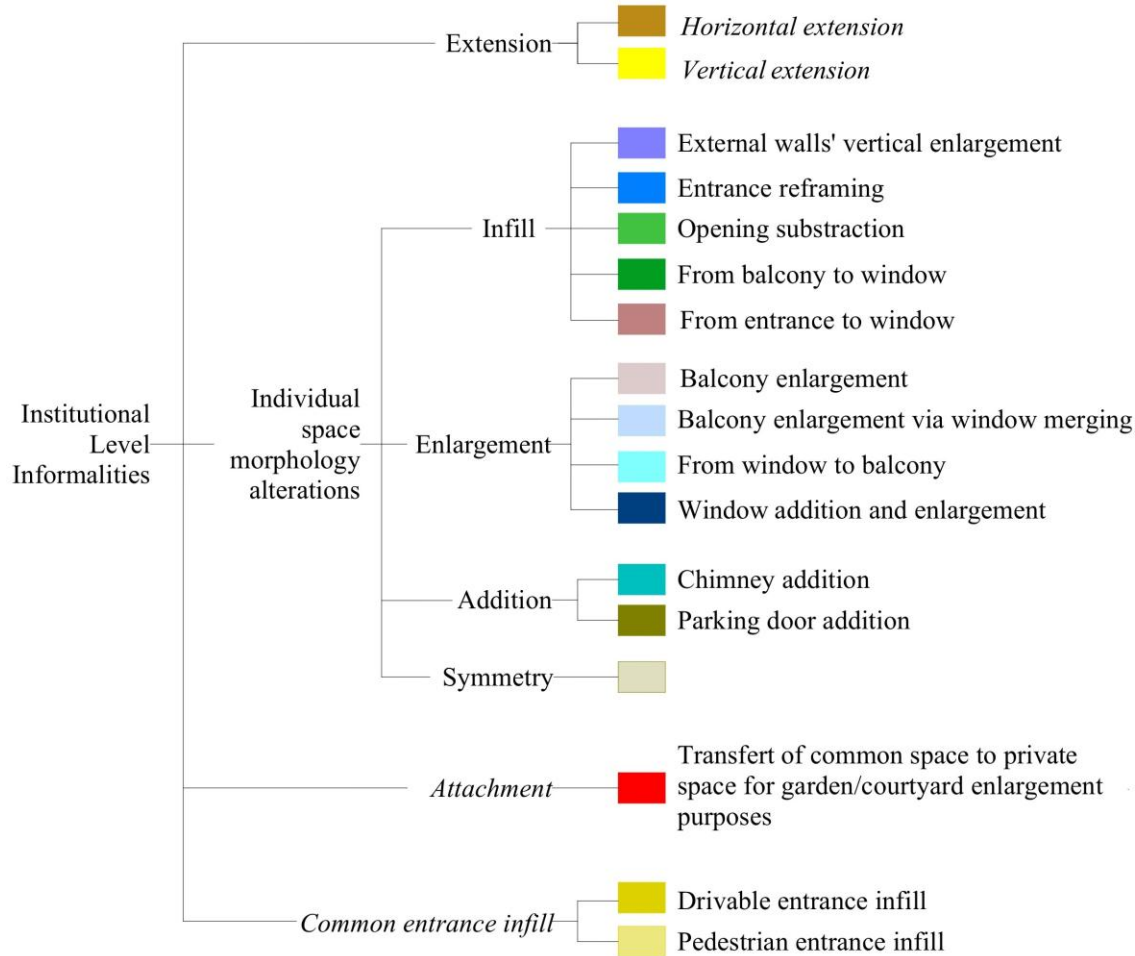 Extension
Horizontal extension
Vertical extension
External walls' vertical enlargement
Entrance reframing
Infill
Opening substraction
From balcony to window
From entrance to window
Institutional
Level
Informalities
Individual
space
morphology
alterations
Balcony enlargement
Enlargement
Balcony enlargement via window merging
From window to balcony
Window addition and enlargement
Addition
Chimney addition
Parking door addition
Symmetry
Attachment
Transfert of common space to private
space for garden/courtyard enlargement
purposes
Common entrance infill
Drivable entrance infill
Pedestrian entrance infill